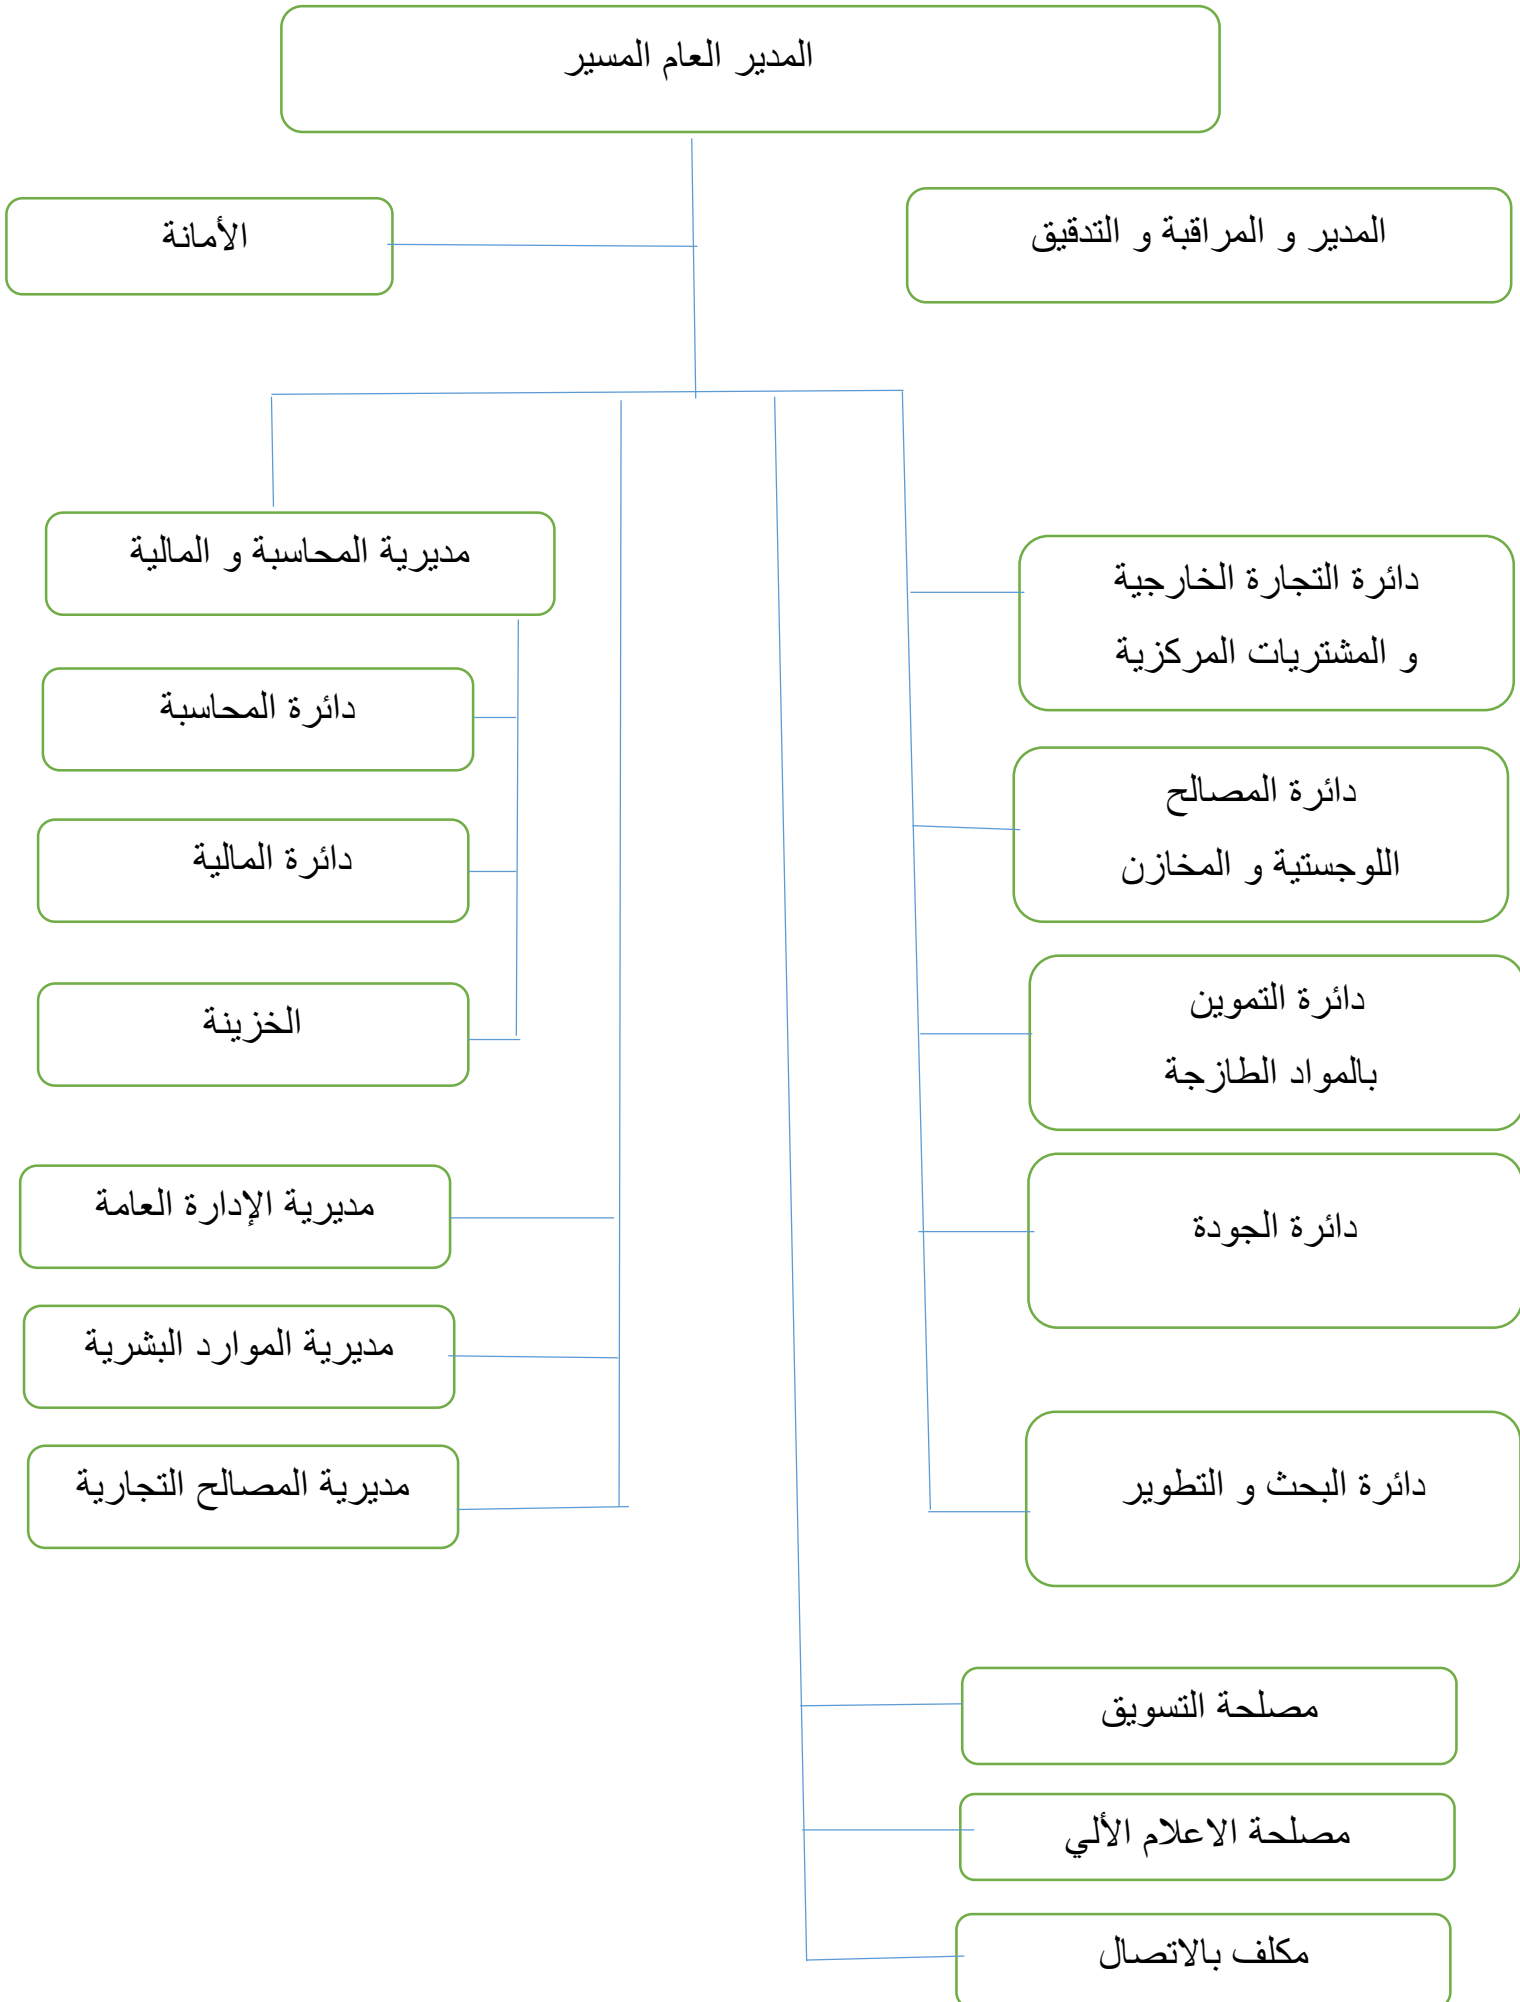 المدير العام المسير
المدير و المراقبة و التدقيق
الأمانة
مديرية المحاسبة و المالية
دائرة المحاسبة
دائرة المالية
الخزينة
مديرية الإدارة العامة
مديرية الموارد البشرية
مديرية المصالح التجارية
دائرة التجارة الخارجية
و المشتريات المركزية
دائرة المصالح
اللوجستية و المخازن
دائرة التموين
بالمواد الطازجة
دائرة الجودة
دائرة البحث و التطوير
مصلحة التسويق
مصلحة الاعلام الألي
مكلف بالاتصال